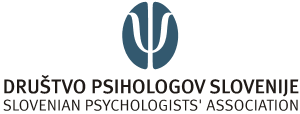 DRUŠTVO PSIHOLOGOV SLOVENIJE
SLOVENIAN PSYCHOLOGISTS' ASSOCIATION